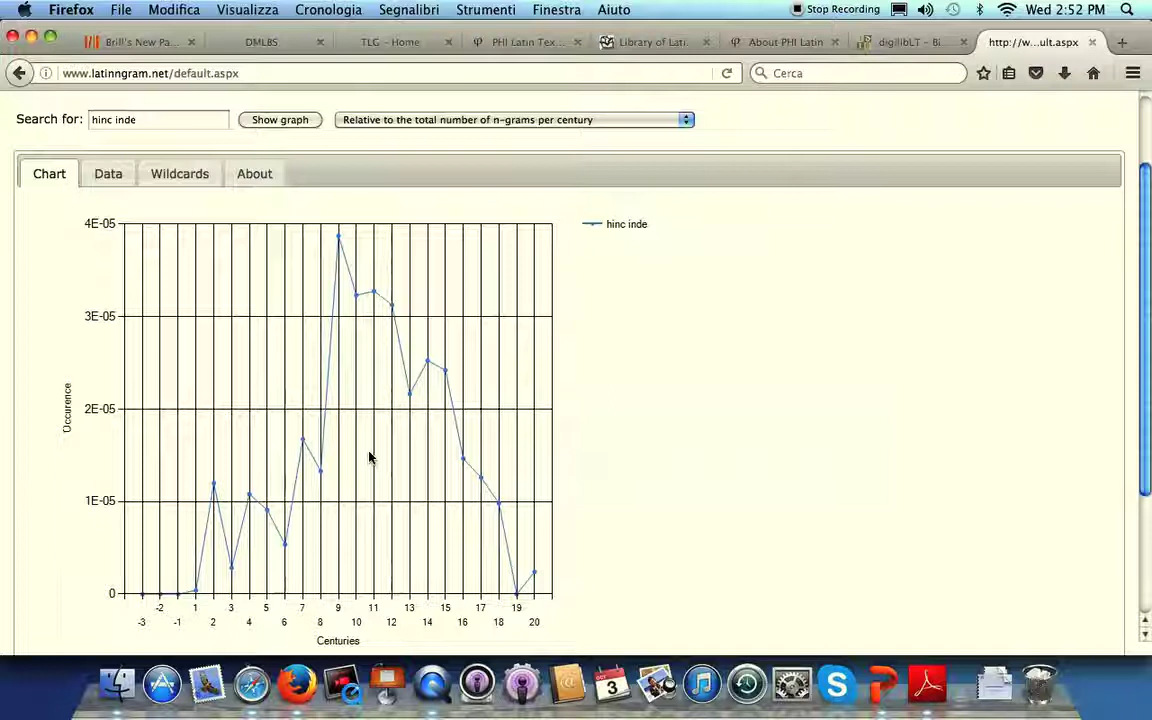 Firefox File Modifica Visualizza Cronologia Segnalibri Strumenti Finestra Aiuto Stop Recording Wed 2:52 PM
Brill's New Pa... DMLBS TLG - Home PHI Latin Tex... Library of Lati... About PHI Latin digilibLT - Bi... http://w...ult.aspx
www.latinngram.net/default.aspx Cerca
Search for: hinc inde Show graph Relative to the total number of n-grams per century
Chart Data Wildcards About
4E-05
hinc inde
3E-05
2E-05
Occurence
1E-05
0
-2 1 3 5 7 9 11 13 15 17 19
-3 -1 2 4 6 8 10 12 14 16 18 20
Centuries
3